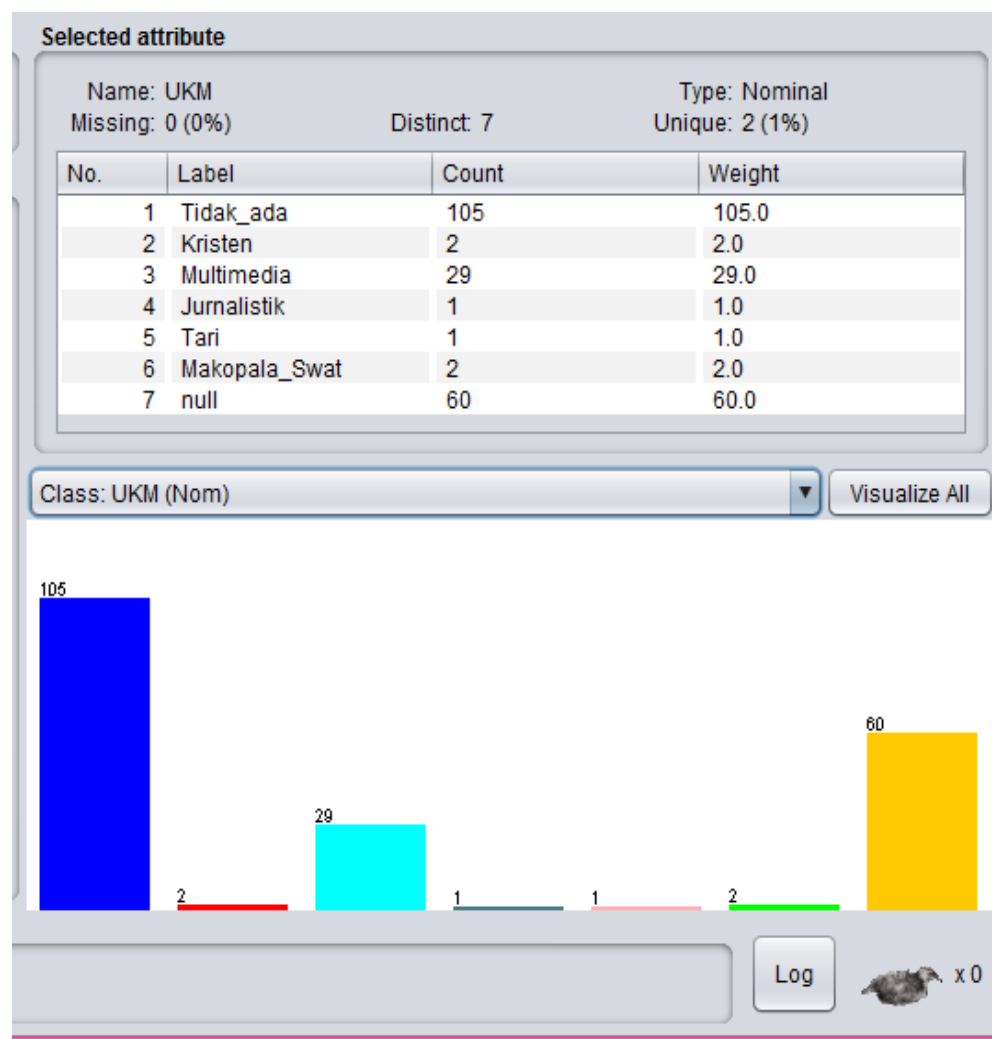 Selected attribute
Name: UKM Type: Nominal
Missing: 0 (0%) Distinct: 7 Unique: 2 (1%)
No. Label Count Weight
1 Tidak_ada 105 105.0
2 Kristen 2 2.0
3 Multimedia 29 29.0
4 Jurnalistik 1 1.0
5 Tari 1 1.0
6 Makopala_Swat 2 2.0
7 null 60 60.0
Class: UKM (Nom) Visualize All
105
60
29
2 1 1 2
Log x 0